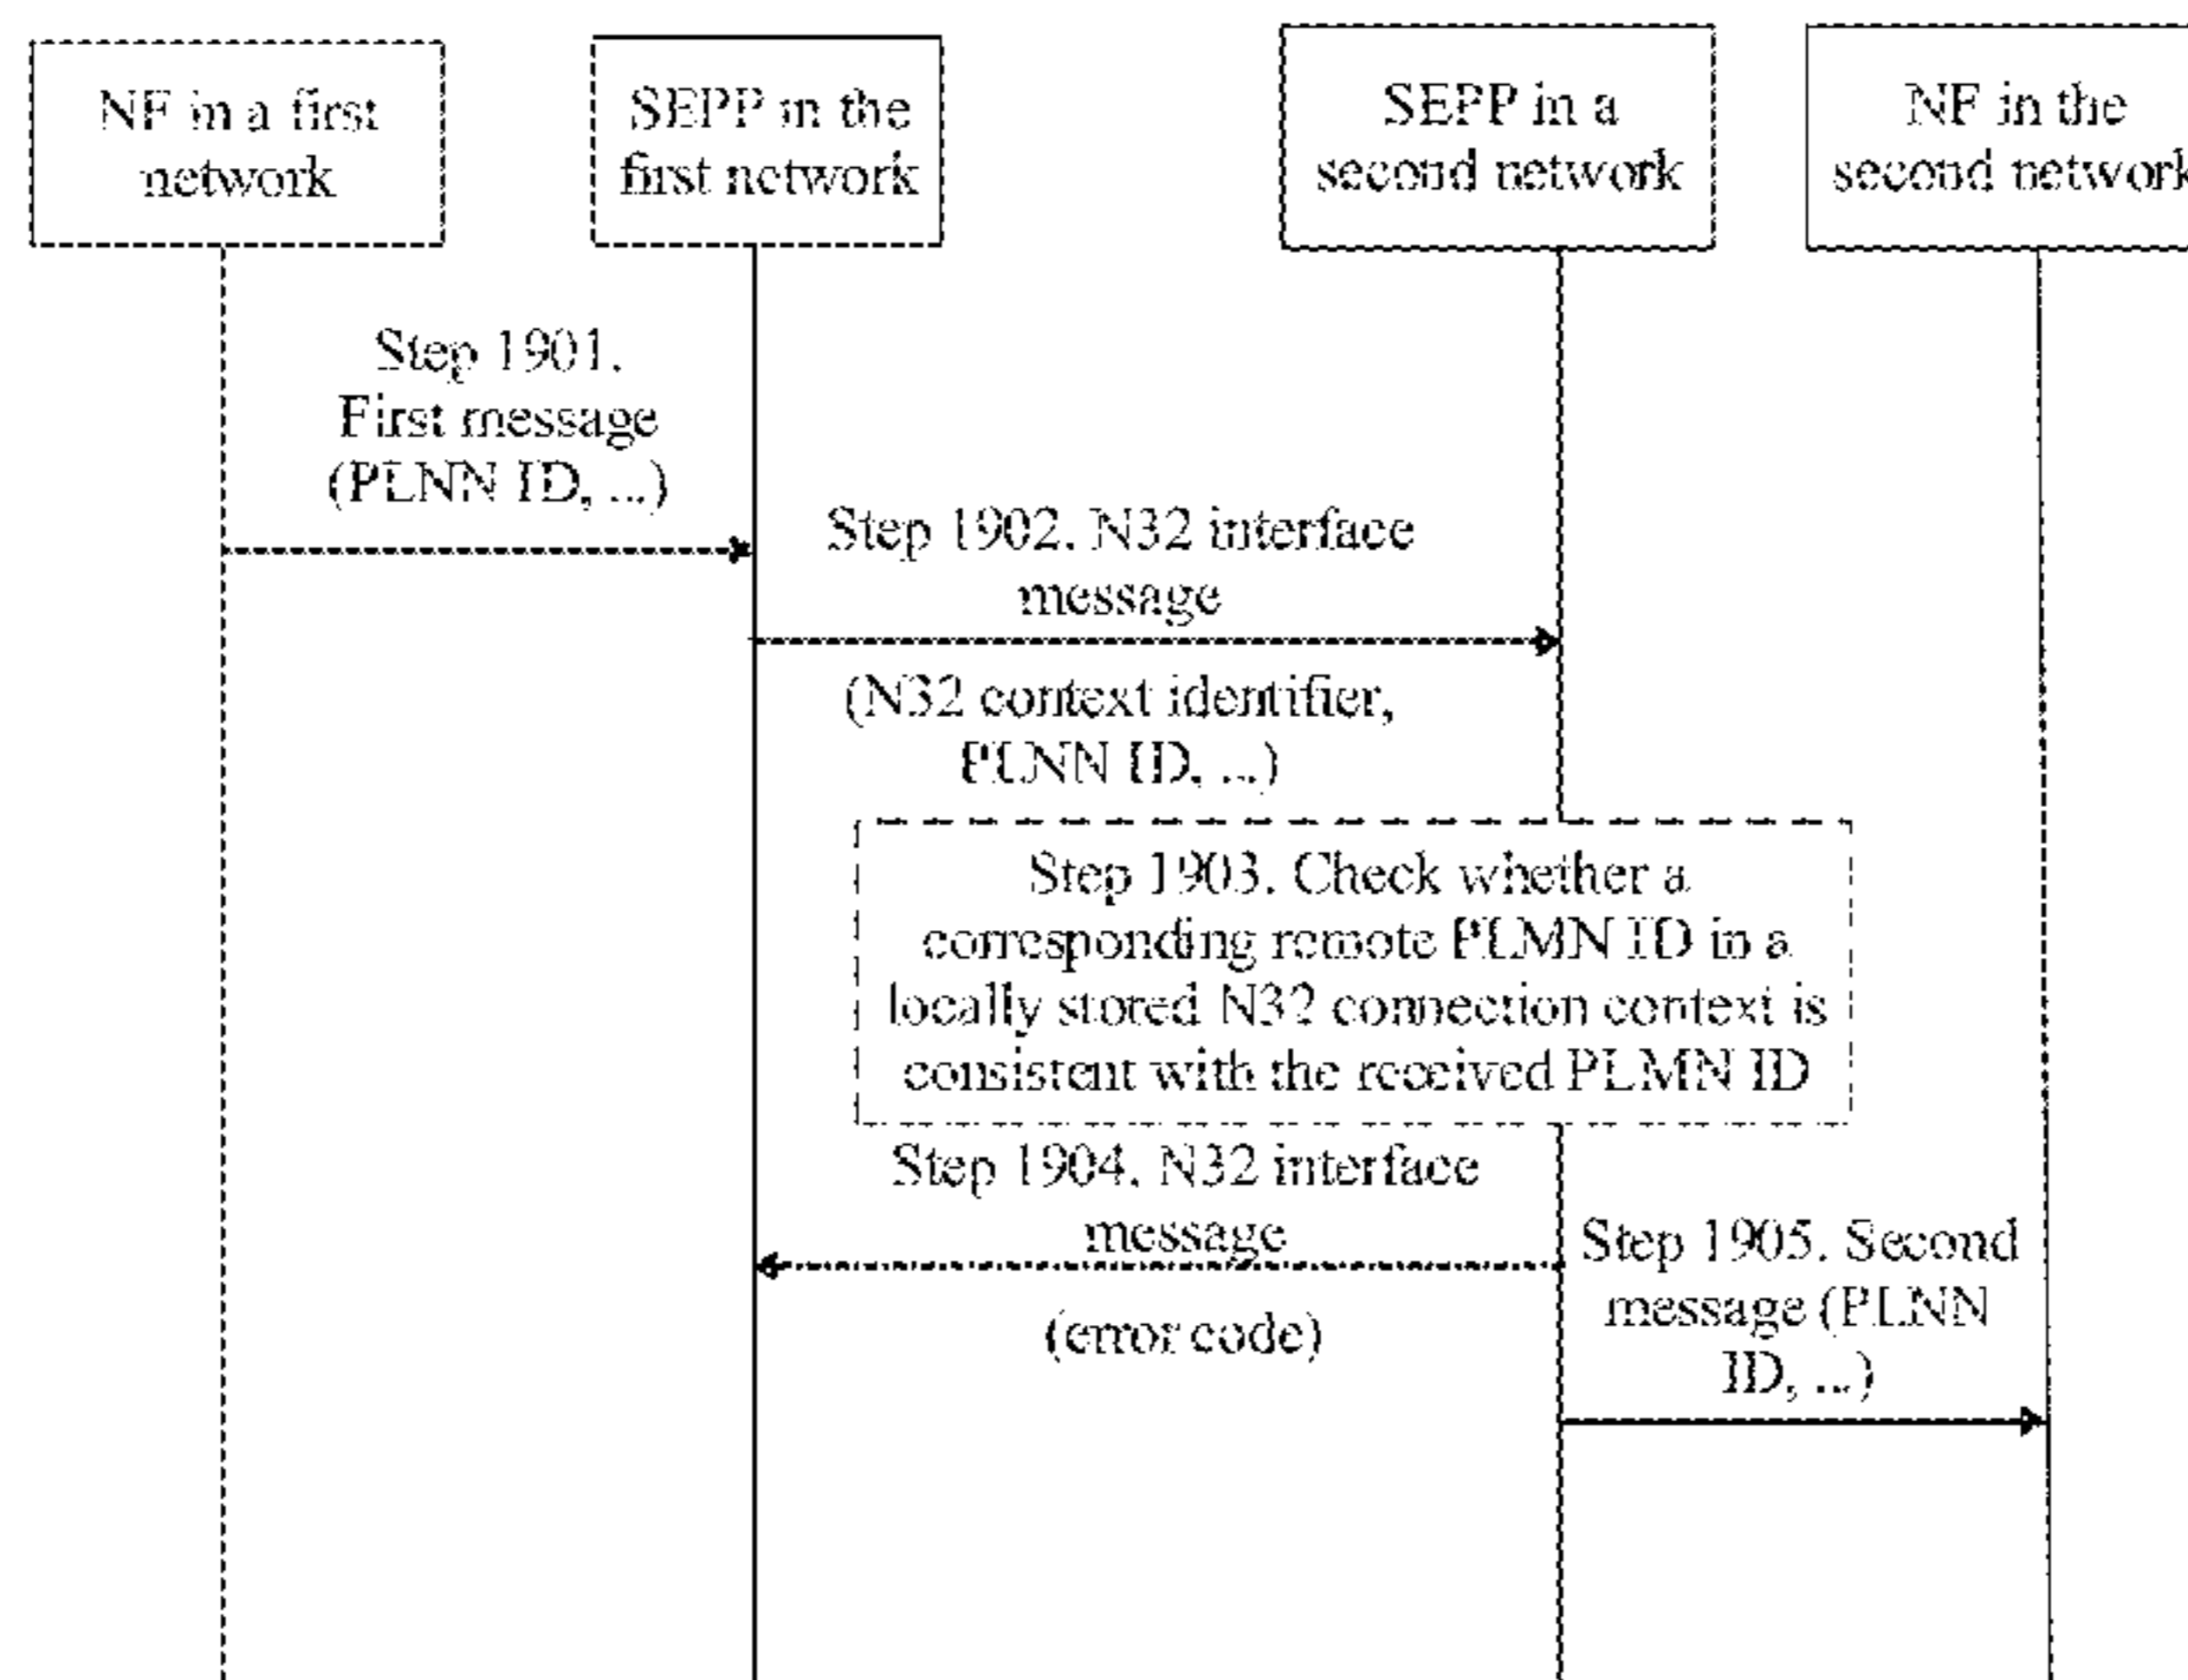 NF in a first
network
SEPP in the
first network
SEPP in a
second network
NF in the
second network
Step 1901.
First message
(PLNN ID, ...)
Step 1902. N32 interface
message
(N32 context identifier,
PLNN ID, ...)
Step 1903. Check whether a
corresponding remote PLMN ID in a
locally stored N32 connection context is
consistent with the received PLMN ID
Step 1904. N32 interface
message
(error code)
Step 1905. Second
message (PLNN
ID, ...)